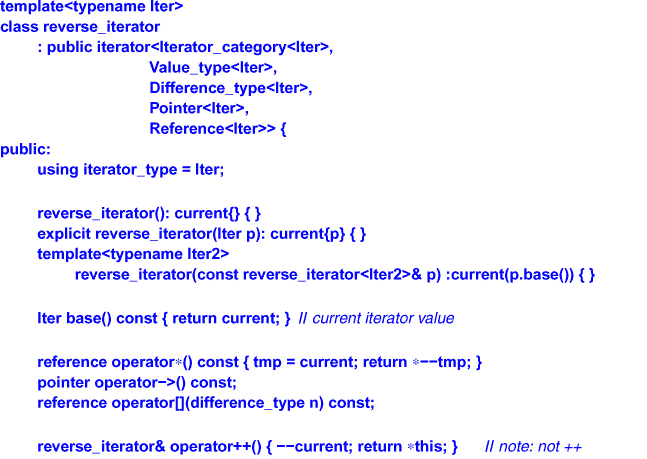 template<typename Iter>
class reverse_iterator
: public iterator<Iterator_category<Iter>,
Value_type<Iter>,
Difference_type<Iter>,
Pointer<Iter>,
Reference<Iter>> {
public:
using iterator_type = Iter;
reverse_iterator(): current{} { }
explicit reverse_iterator(Iter p): current{p} { }
template<typename Iter2>
reverse_iterator(const reverse_iterator<Iter2>& p) :current(p.base()) { }
Iter base() const { return current; } // current iterator value
reference operator∗() const { tmp = current; return ∗−−tmp; }
pointer operator−>() const;
reference operator[](difference_type n) const;
reverse_iterator& operator++() { −−current; return ∗this; } // note: not ++